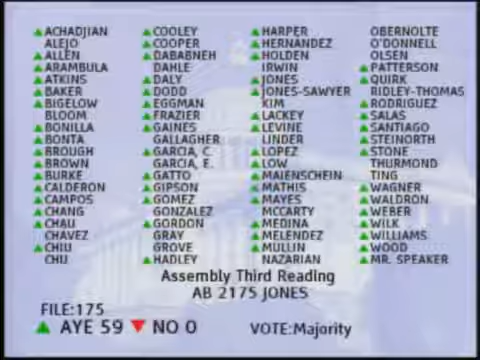 ACHADJIAN COOLEY HARPER OBERNOLTE
ALEJO COOPER HERNANDEZ O'DONNELL
ALLEN DABABNEH HOLDEN OLSEN
ARAMBULA DAHLE IRWIN PATTERSON
ATKINS DALY JONES QUIRK
BAKER DODD JONES-SAWYER RIDLEY-THOMAS
BIGELOW EGGMAN KIM RODRIGUEZ
BLOOM FRAZIER LACKEY SALAS
BONILLA GAINES LEVINE SANTIAGO
BONTA GALLAGHER LINDER STEINORTH
BROUGH GARCIA, C. LOPEZ STONE
BROWN GARCIA, E. LOW THURMOND
BURKE GATTO MAIENSCHEIN TING
CALDERON GIPSON MATHIS WAGNER
CAMPOS GOMEZ MAYES WALDRON
CHANG GONZALEZ MCCARTY WEBER
CHAU GORDON MEDINA WILK
CHAVEZ GRAY MELENDEZ WILLIAMS
CHIU GROVE MULLIN WOOD
CHU HADLEY NAZARIAN MR. SPEAKER
Assembly Third Reading
AB 2175 JONES
FILE:175
AYE 59 NO 0 VOTE:Majority